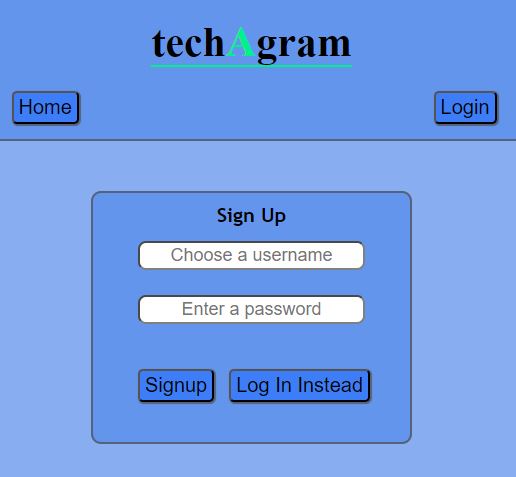 techAgram
Home Login
Sign Up
Choose a username
Enter a password
Signup Log In Instead